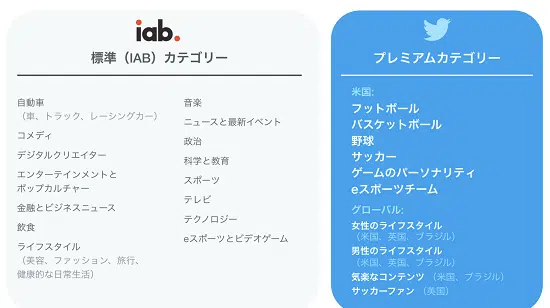 iab.
標準（IAB）カテゴリー
自動車
（車、トラック、レーシングカー）
コメディ
デジタルクリエイター
エンターテインメントと
ポップカルチャー
金融とビジネスニュース
飲食
ライフスタイル
（美容、ファッション、旅行、
健康的な日常生活）
音楽
ニュースと最新イベント
政治
科学と教育
スポーツ
テレビ
テクノロジー
eスポーツとビデオゲーム
プレミアムカテゴリー
米国:
フットボール
バスケットボール
野球
サッカー
ゲームのパーソナリティ
eスポーツチーム
グローバル:
女性のライフスタイル
（米国、英国、ブラジル）
男性のライフスタイル
（米国、英国、ブラジル）
気楽なコンテンツ（米国、ブラジル）
サッカーファン（英国）